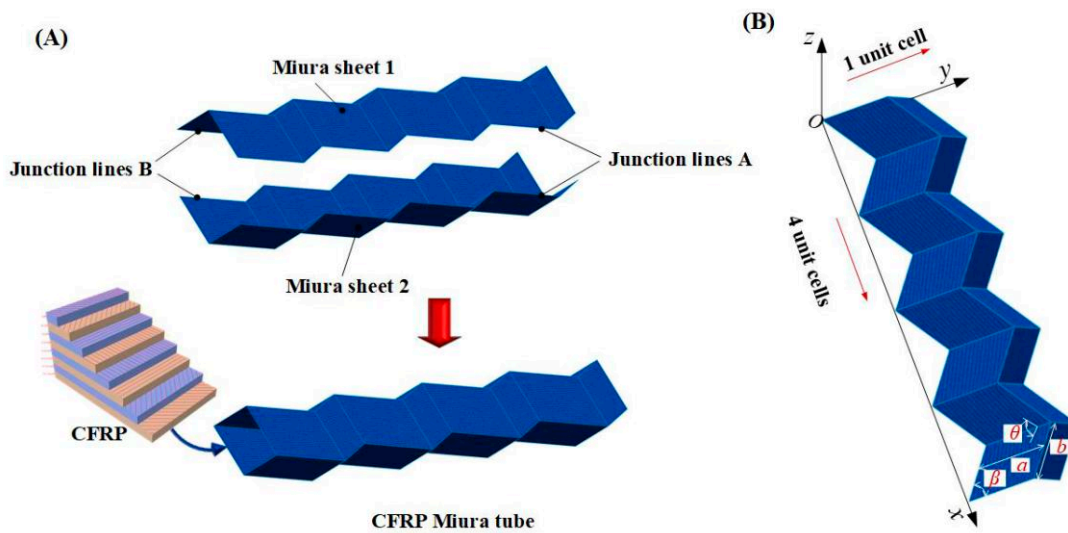 (A)
Miura sheet 1
Junction lines B
Junction lines A
Miura sheet 2
CFRP
CFRP Miura tube
(B)
z
1 unit cell
y
O
4 unit cells
θ
b
a
β
x